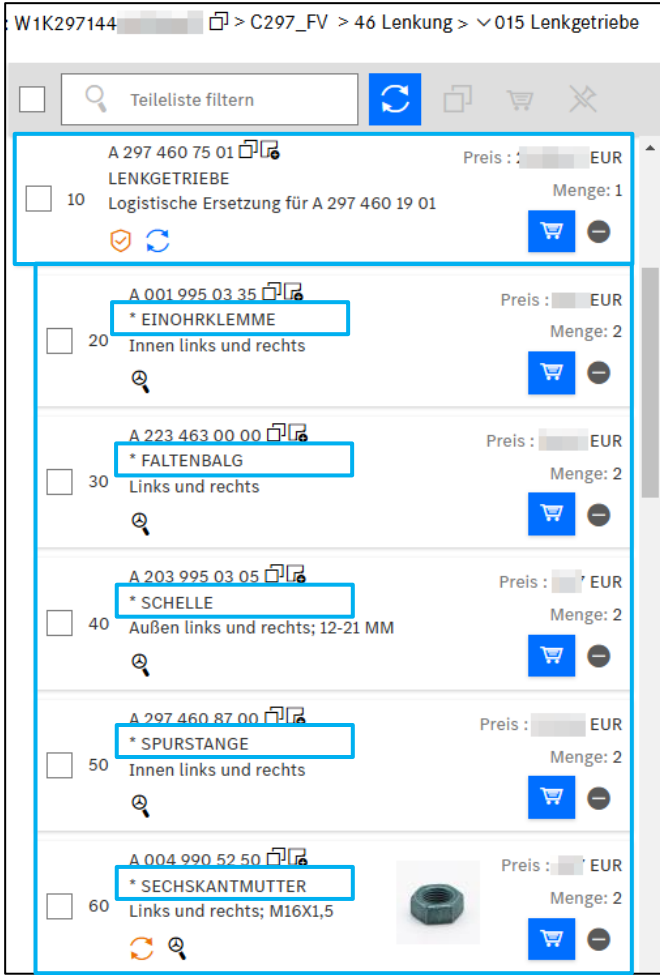 : W1K297144 > C297_FV > 46 Lenkung > 015 Lenkgetriebe
Teileliste filtern
A 297 460 75 01
Preis : EUR
LENKGETRIEBE
Menge: 1
10
Logistische Ersetzung für A 297 460 19 01
A 001 995 03 35
Preis : EUR
* EINOHRKLEMME
Menge: 2
20
Innen links und rechts
A 223 463 00 00
Preis : EUR
* FALTENBALG
Menge: 2
30
Links und rechts
A 203 995 03 05
Preis : EUR
* SCHELLE
Menge: 2
40
Außen links und rechts; 12-21 MM
A 297 460 87 00
Preis : EUR
* SPURSTANGE
Menge: 2
50
Innen links und rechts
A 004 990 52 50
Preis : EUR
* SECHSKANTMUTTER
Menge: 2
60
Links und rechts; M16X1,5